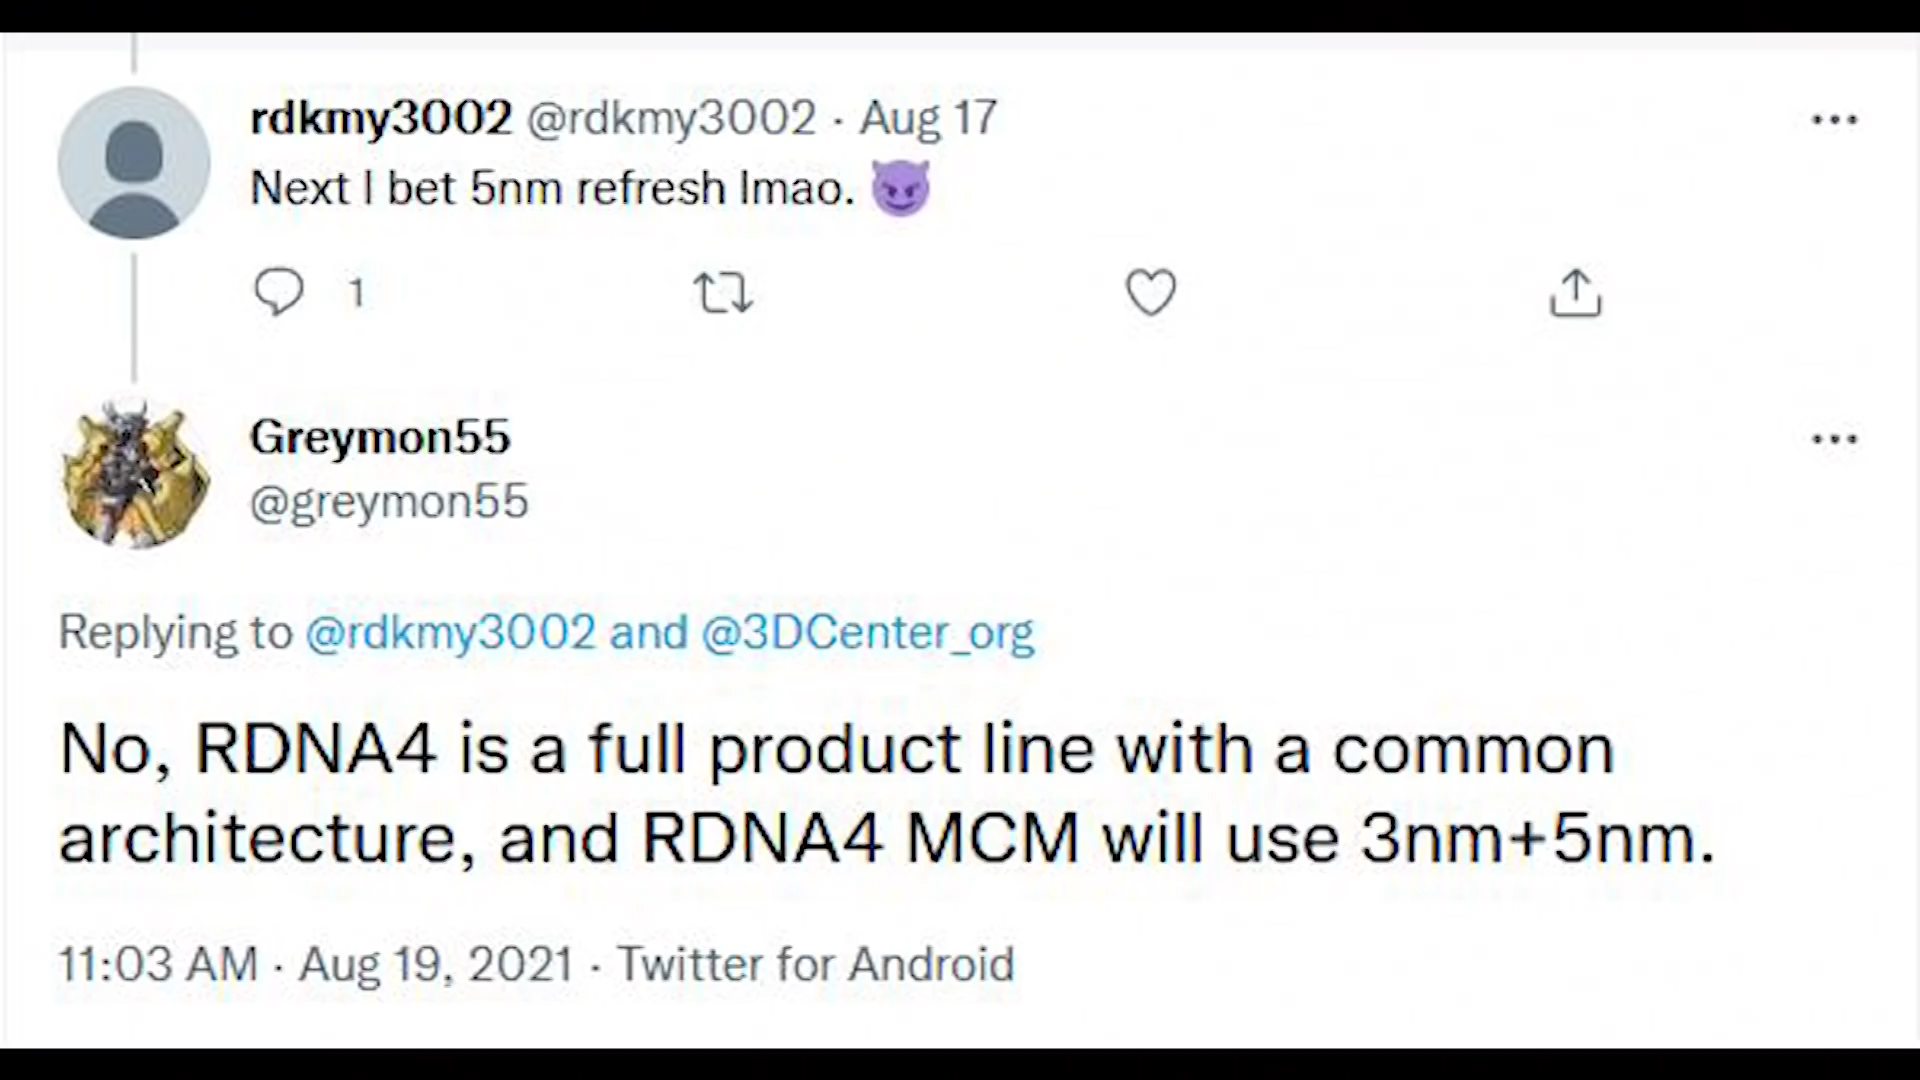 rdkmy3002 @rdkmy3002 · Aug 17
Next I bet 5nm refresh lmao. 😈
1
Greymon55
@greymon55
Replying to @rdkmy3002 and @3DCenter_org
No, RDNA4 is a full product line with a common
architecture, and RDNA4 MCM will use 3nm+5nm.
11:03 AM · Aug 19, 2021 · Twitter for Android